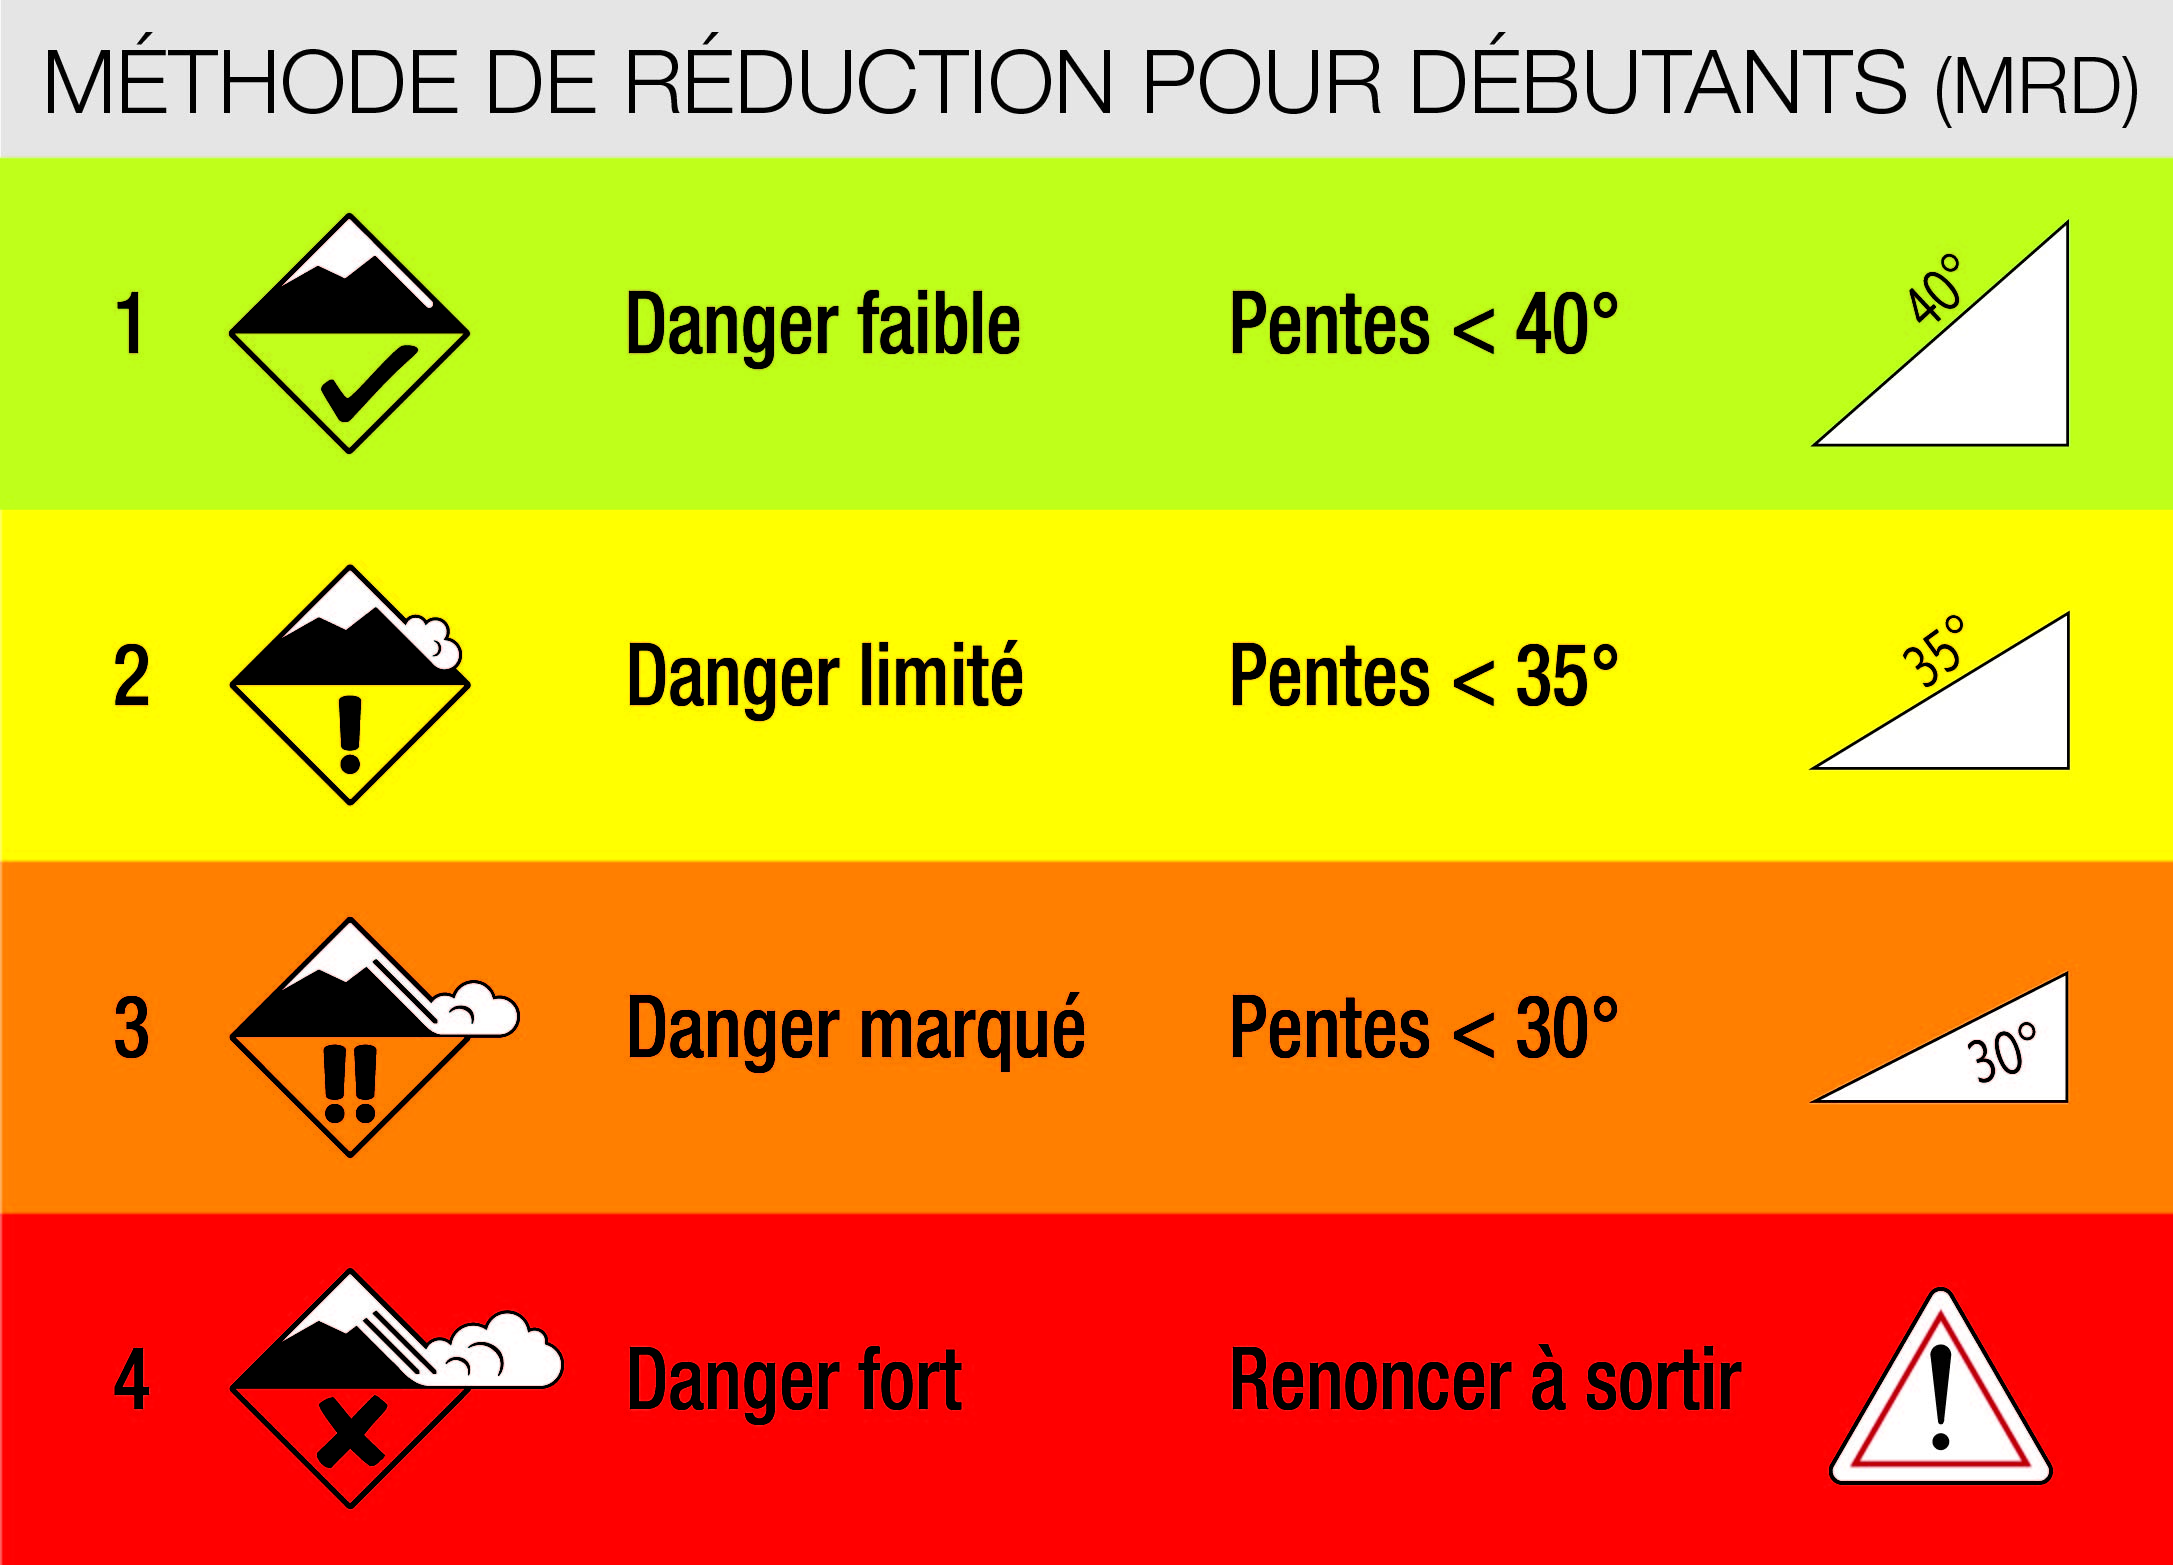 MÉTHODE DE RÉDUCTION POUR DÉBUTANTS (MRD)
1 Danger faible Pentes < 40° 40°
2 Danger limité Pentes < 35° 35°
3 Danger marqué Pentes < 30° 30°
4 Danger fort Renoncer à sortir